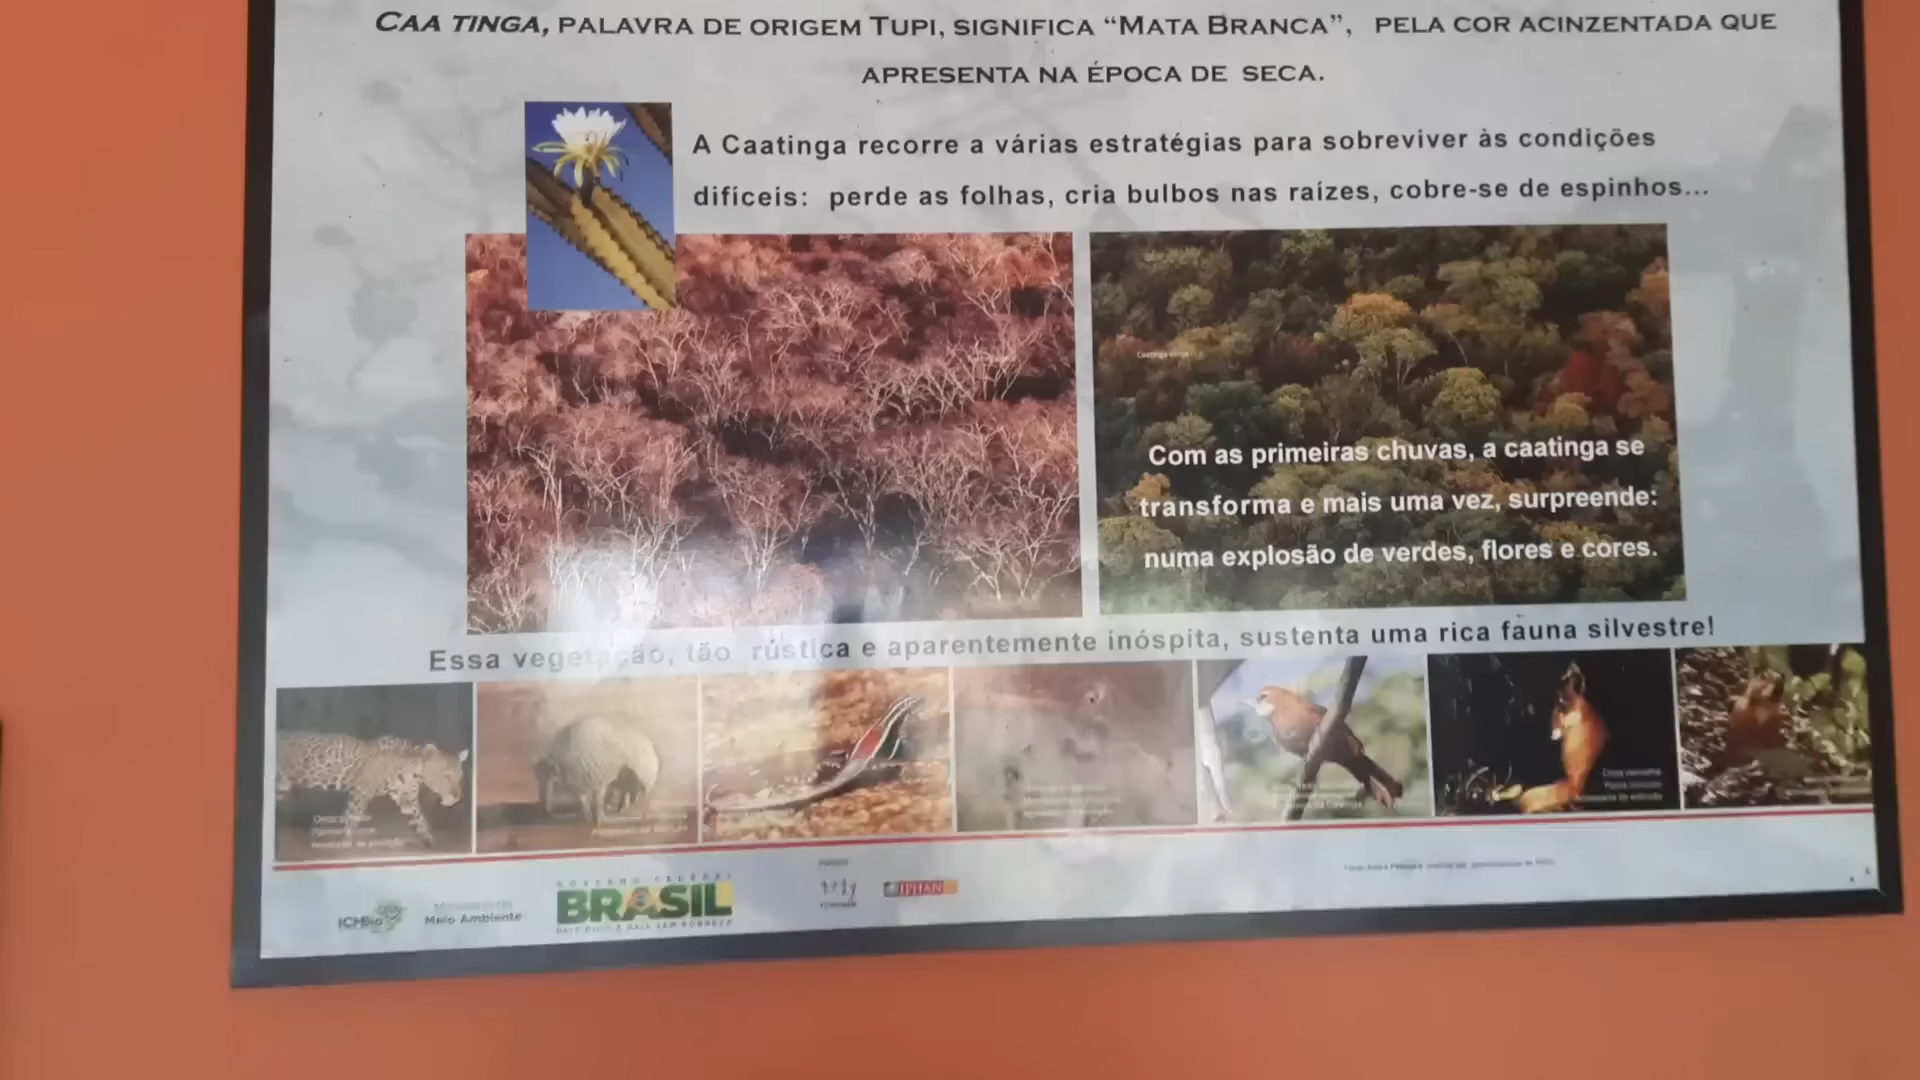 CAA TINGA, PALAVRA DE ORIGEM TUPI, SIGNIFICA “MATA BRANCA”, PELA COR ACINZENTADA QUE
APRESENTA NA ÉPOCA DE SECA.
A Caatinga recorre a várias estratégias para sobreviver às condições
difíceis: perde as folhas, cria bulbos nas raízes, cobre-se de espinhos...
Com as primeiras chuvas, a caatinga se
transforma e mais uma vez, surpreende:
numa explosão de verdes, flores e cores.
Essa vegetação, tão rústica e aparentemente inóspita, sustenta uma rica fauna silvestre!
ICMBio
Meio Ambiente
GOVERNO FEDERAL
BRASIL
IPHAN